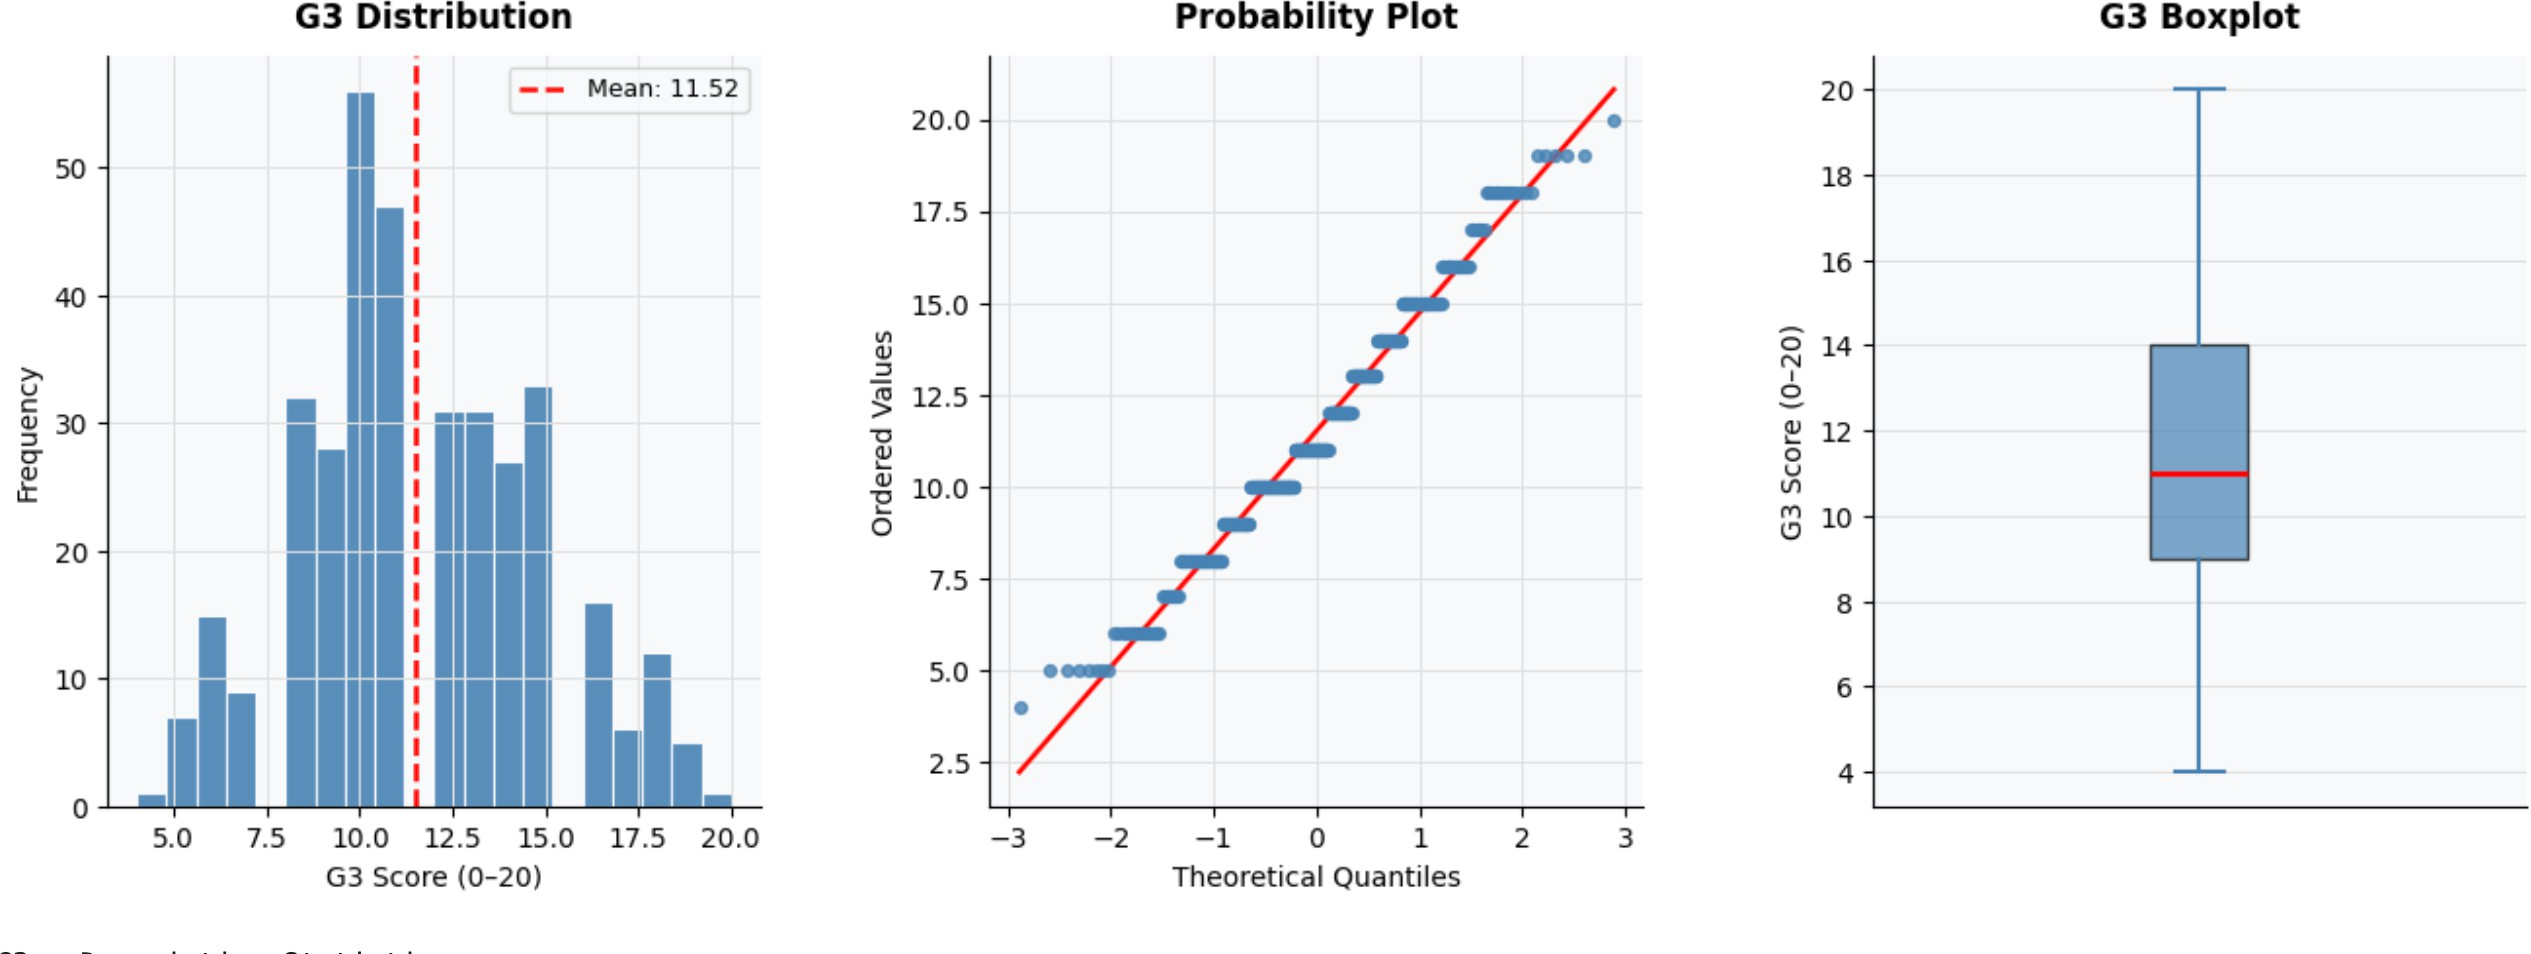 G3 Distribution
Mean: 11.52
Frequency
50
40
30
20
10
0
5.0 7.5 10.0 12.5 15.0 17.5 20.0
G3 Score (0–20)
Probability Plot
Ordered Values
20.0
17.5
15.0
12.5
10.0
7.5
5.0
2.5
−3 −2 −1 0 1 2 3
Theoretical Quantiles
G3 Boxplot
G3 Score (0–20)
20
18
16
14
12
10
8
6
4